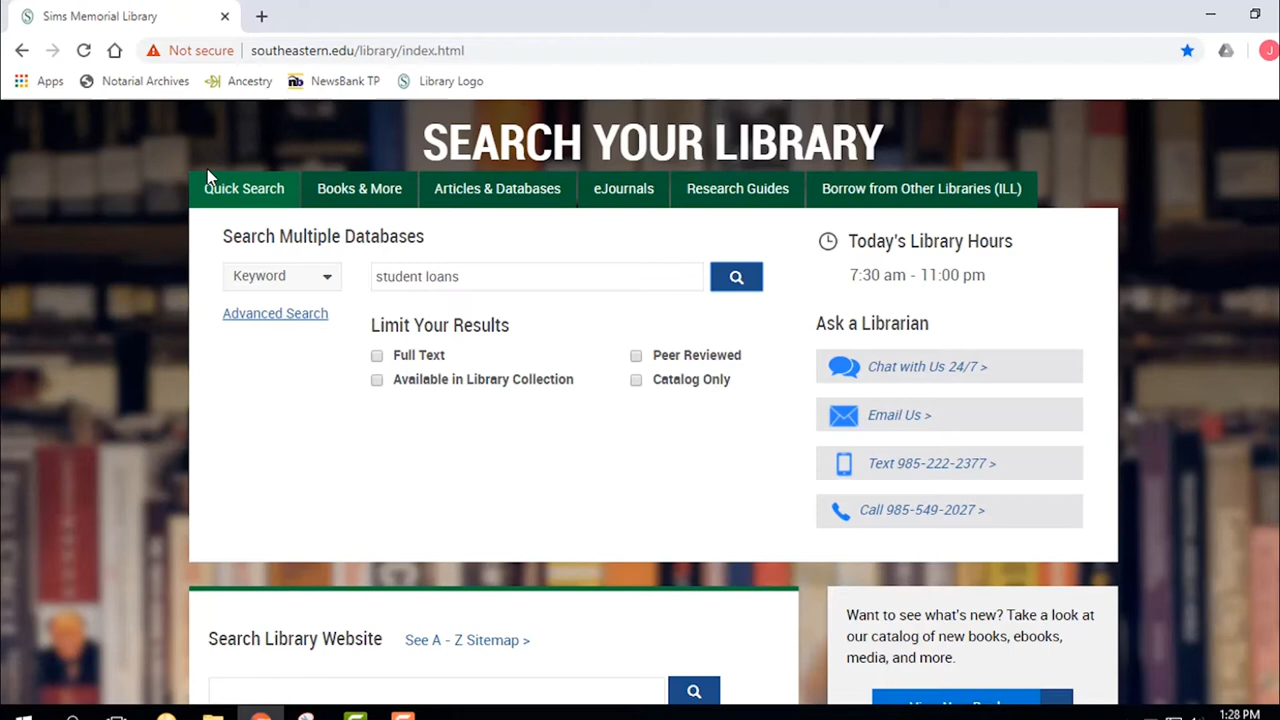 Sims Memorial Library
Not secure southeastern.edu/library/index.html
J
Apps Notarial Archives Ancestry NewsBank TP Library Logo
SEARCH YOUR LIBRARY
Quick Search Books & More Articles & Databases eJournals Research Guides Borrow from Other Libraries (ILL)
Search Multiple Databases
Keyword student loans
Advanced Search
Limit Your Results
Full Text Peer Reviewed
Available in Library Collection Catalog Only
Today's Library Hours
7:30 am - 11:00 pm
Ask a Librarian
Chat with Us 24/7 >
Email Us >
Text 985-222-2377 >
Call 985-549-2027 >
Search Library Website See A - Z Sitemap >
Want to see what's new? Take a look at
our catalog of new books, ebooks,
media, and more.
1:28 PM